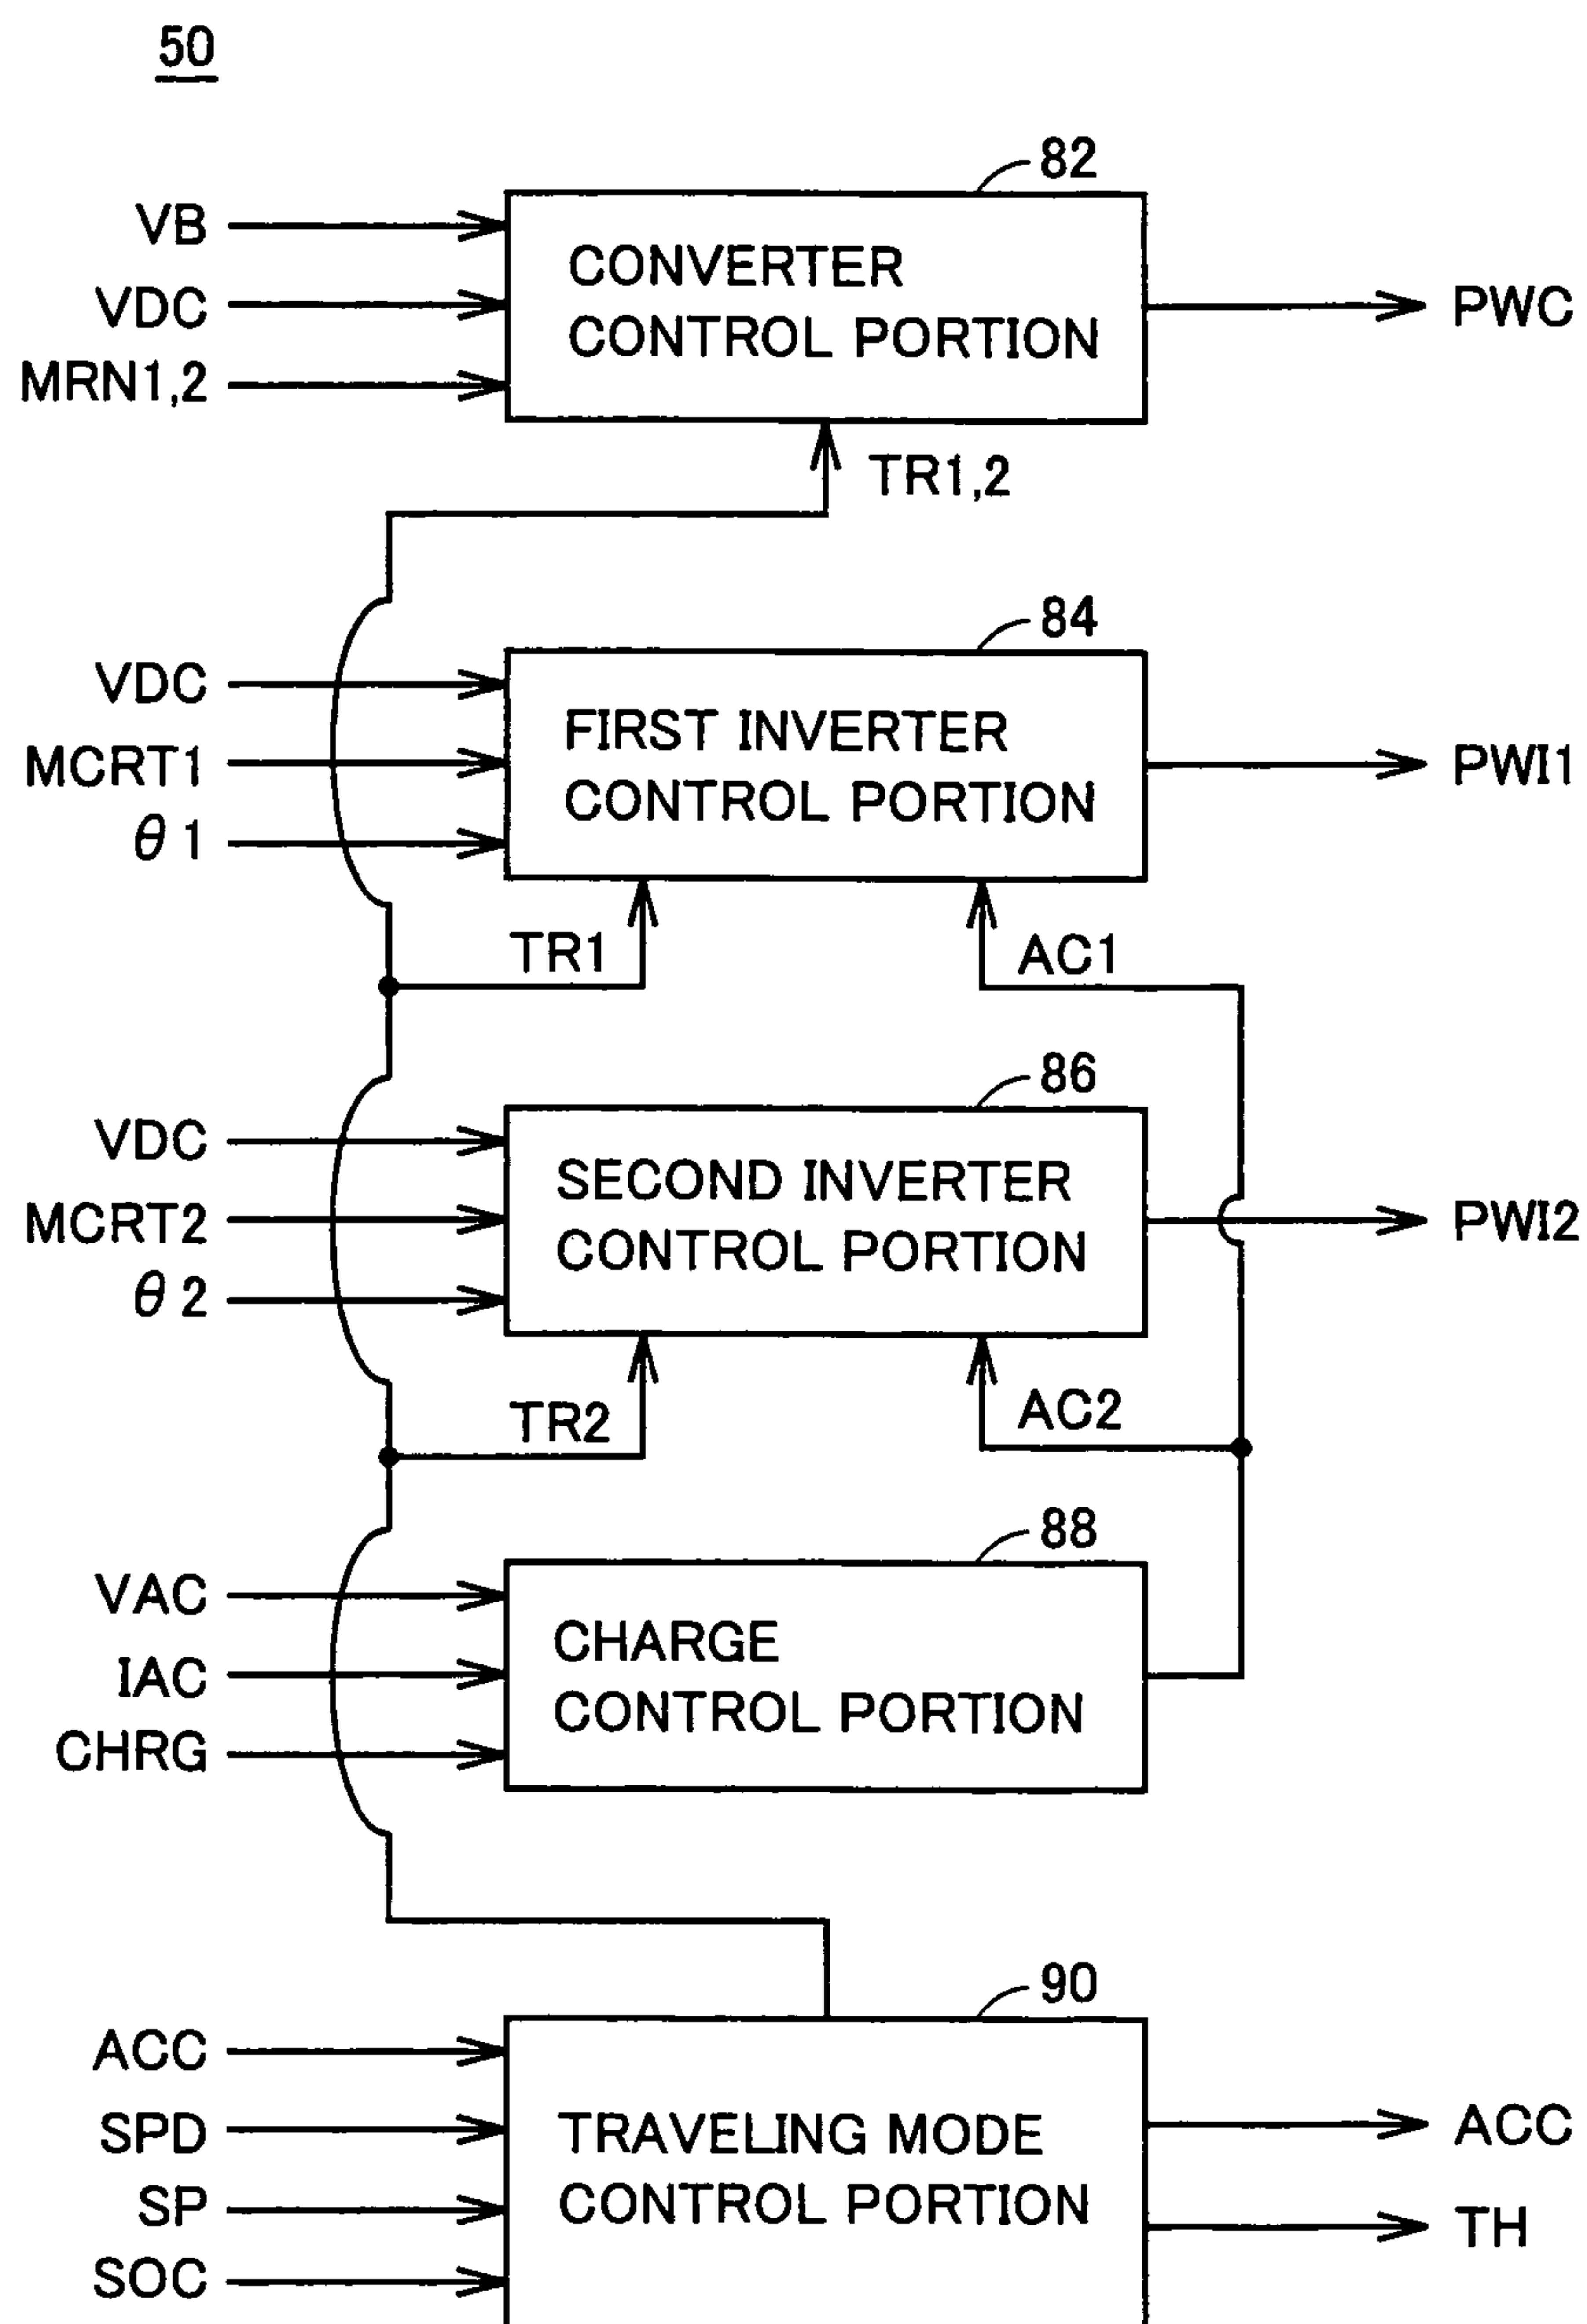 50
82
VB
VDC
MRN1,2
CONVERTER
CONTROL PORTION
PWC
TR1,2
84
VDC
MCRT1
θ1
FIRST INVERTER
CONTROL PORTION
PWI1
TR1
AC1
86
VDC
MCRT2
θ2
SECOND INVERTER
CONTROL PORTION
PWI2
TR2
AC2
88
VAC
IAC
CHRG
CHARGE
CONTROL PORTION
90
ACC
SPD
SP
SOC
TRAVELING MODE
CONTROL PORTION
ACC
TH